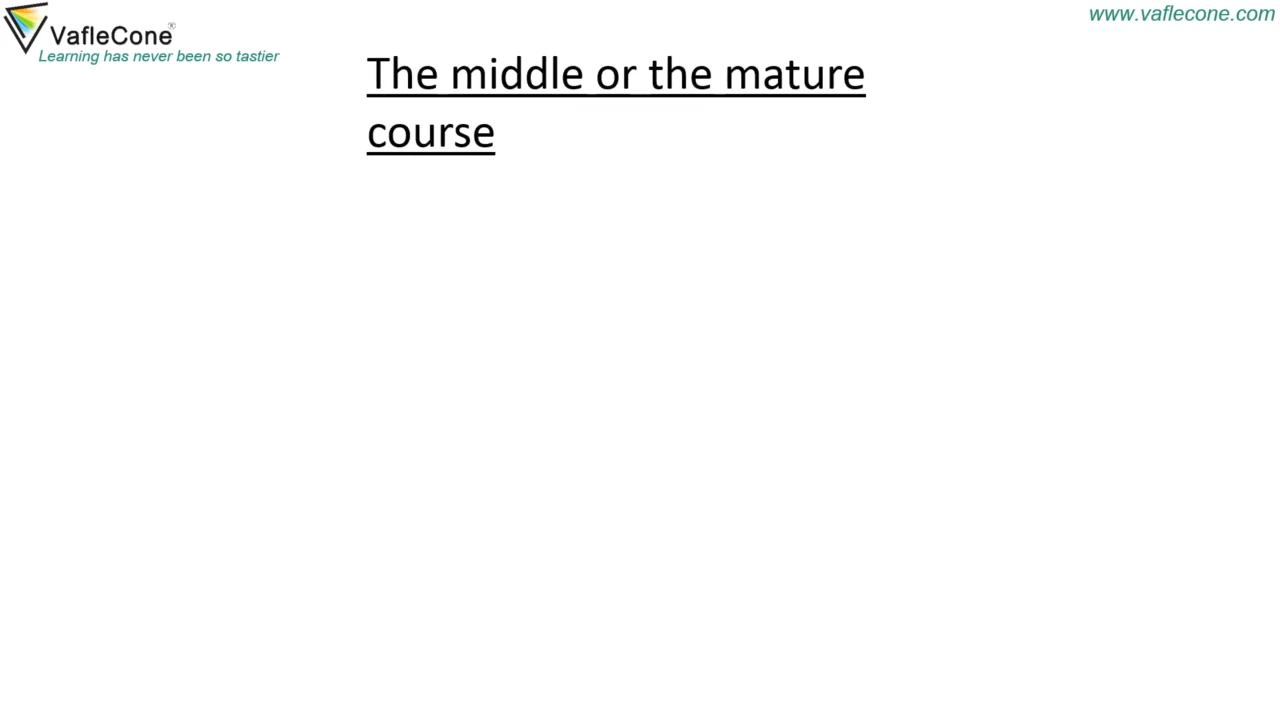 VafleCone®
Learning has never been so tastier
www.vaflecone.com
The middle or the mature
course